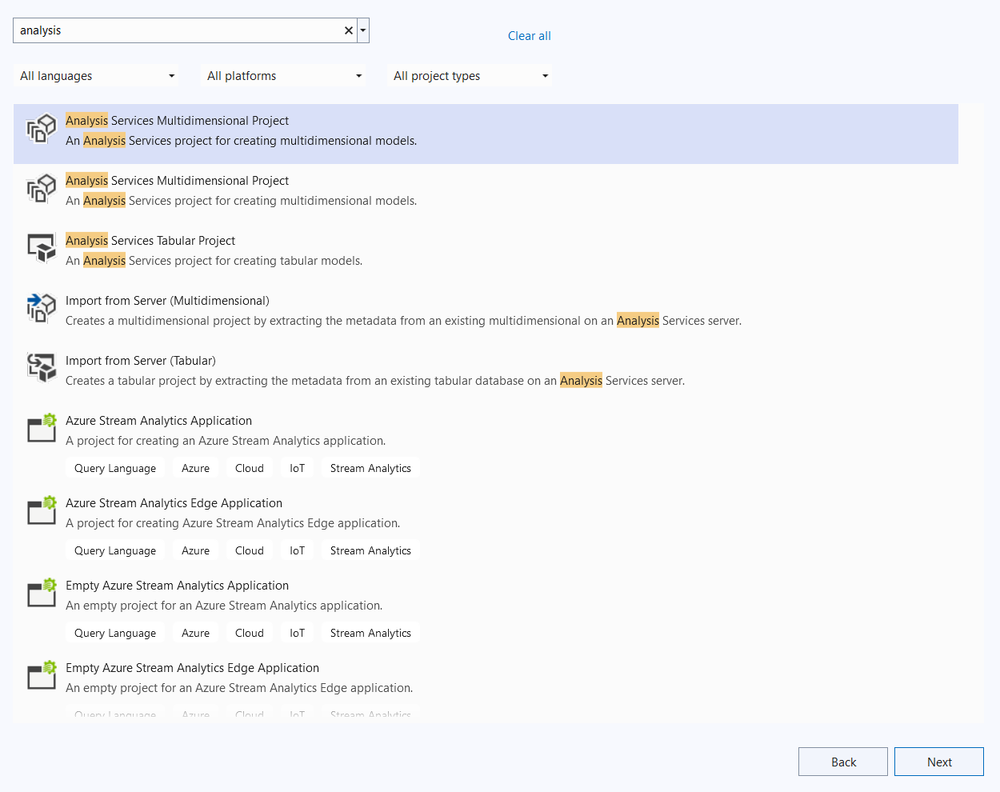 analysis
Clear all
All languages
All platforms
All project types
Analysis Services Multidimensional Project
An Analysis Services project for creating multidimensional models.
Analysis Services Multidimensional Project
An Analysis Services project for creating multidimensional models.
Analysis Services Tabular Project
An Analysis Services project for creating tabular models.
Import from Server (Multidimensional)
Creates a multidimensional project by extracting the metadata from an existing multidimensional on an Analysis Services server.
Import from Server (Tabular)
Creates a tabular project by extracting the metadata from an existing tabular database on an Analysis Services server.
Azure Stream Analytics Application
A project for creating an Azure Stream Analytics application.
Query Language Azure Cloud IoT Stream Analytics
Azure Stream Analytics Edge Application
A project for creating Azure Stream Analytics Edge application.
Query Language Azure Cloud IoT Stream Analytics
Empty Azure Stream Analytics Application
An empty project for an Azure Stream Analytics application.
Query Language Azure Cloud IoT Stream Analytics
Empty Azure Stream Analytics Edge Application
An empty project for an Azure Stream Analytics Edge application.
Query Language Azure Cloud IoT Stream Analytics
Back
Next